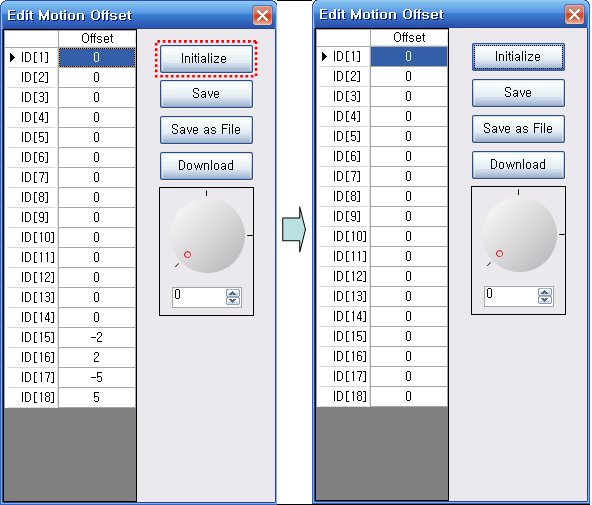 Edit Motion Offset
Offset
ID[1] 0
ID[2] 0
ID[3] 0
ID[4] 0
ID[5] 0
ID[6] 0
ID[7] 0
ID[8] 0
ID[9] 0
ID[10] 0
ID[11] 0
ID[12] 0
ID[13] 0
ID[14] 0
ID[15] -2
ID[16] 2
ID[17] -5
ID[18] 5
Initialize
Save
Save as File
Download
0
Edit Motion Offset
Offset
ID[1] 0
ID[2] 0
ID[3] 0
ID[4] 0
ID[5] 0
ID[6] 0
ID[7] 0
ID[8] 0
ID[9] 0
ID[10] 0
ID[11] 0
ID[12] 0
ID[13] 0
ID[14] 0
ID[15] 0
ID[16] 0
ID[17] 0
ID[18] 0
Initialize
Save
Save as File
Download
0